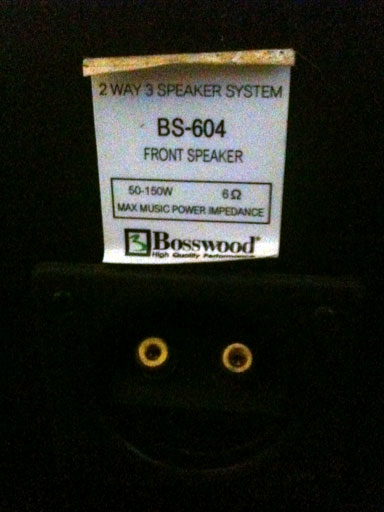 2 WAY 3 SPEAKER SYSTEM
BS-604
FRONT SPEAKER
50-150W 6Ω
MAX MUSIC POWER IMPEDANCE
B Bosswood®
High Quality Performance